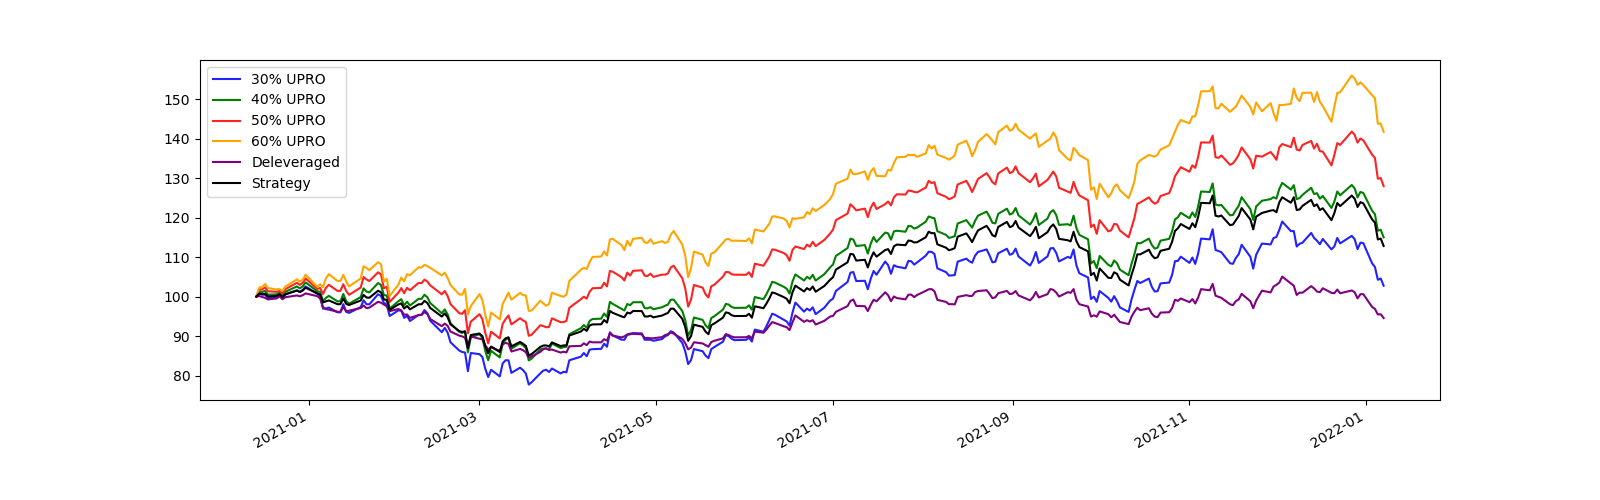 30% UPRO
40% UPRO
50% UPRO
60% UPRO
Deleveraged
Strategy
150
140
130
120
110
100
90
80
2021-01
2021-03
2021-05
2021-07
2021-09
2021-11
2022-01